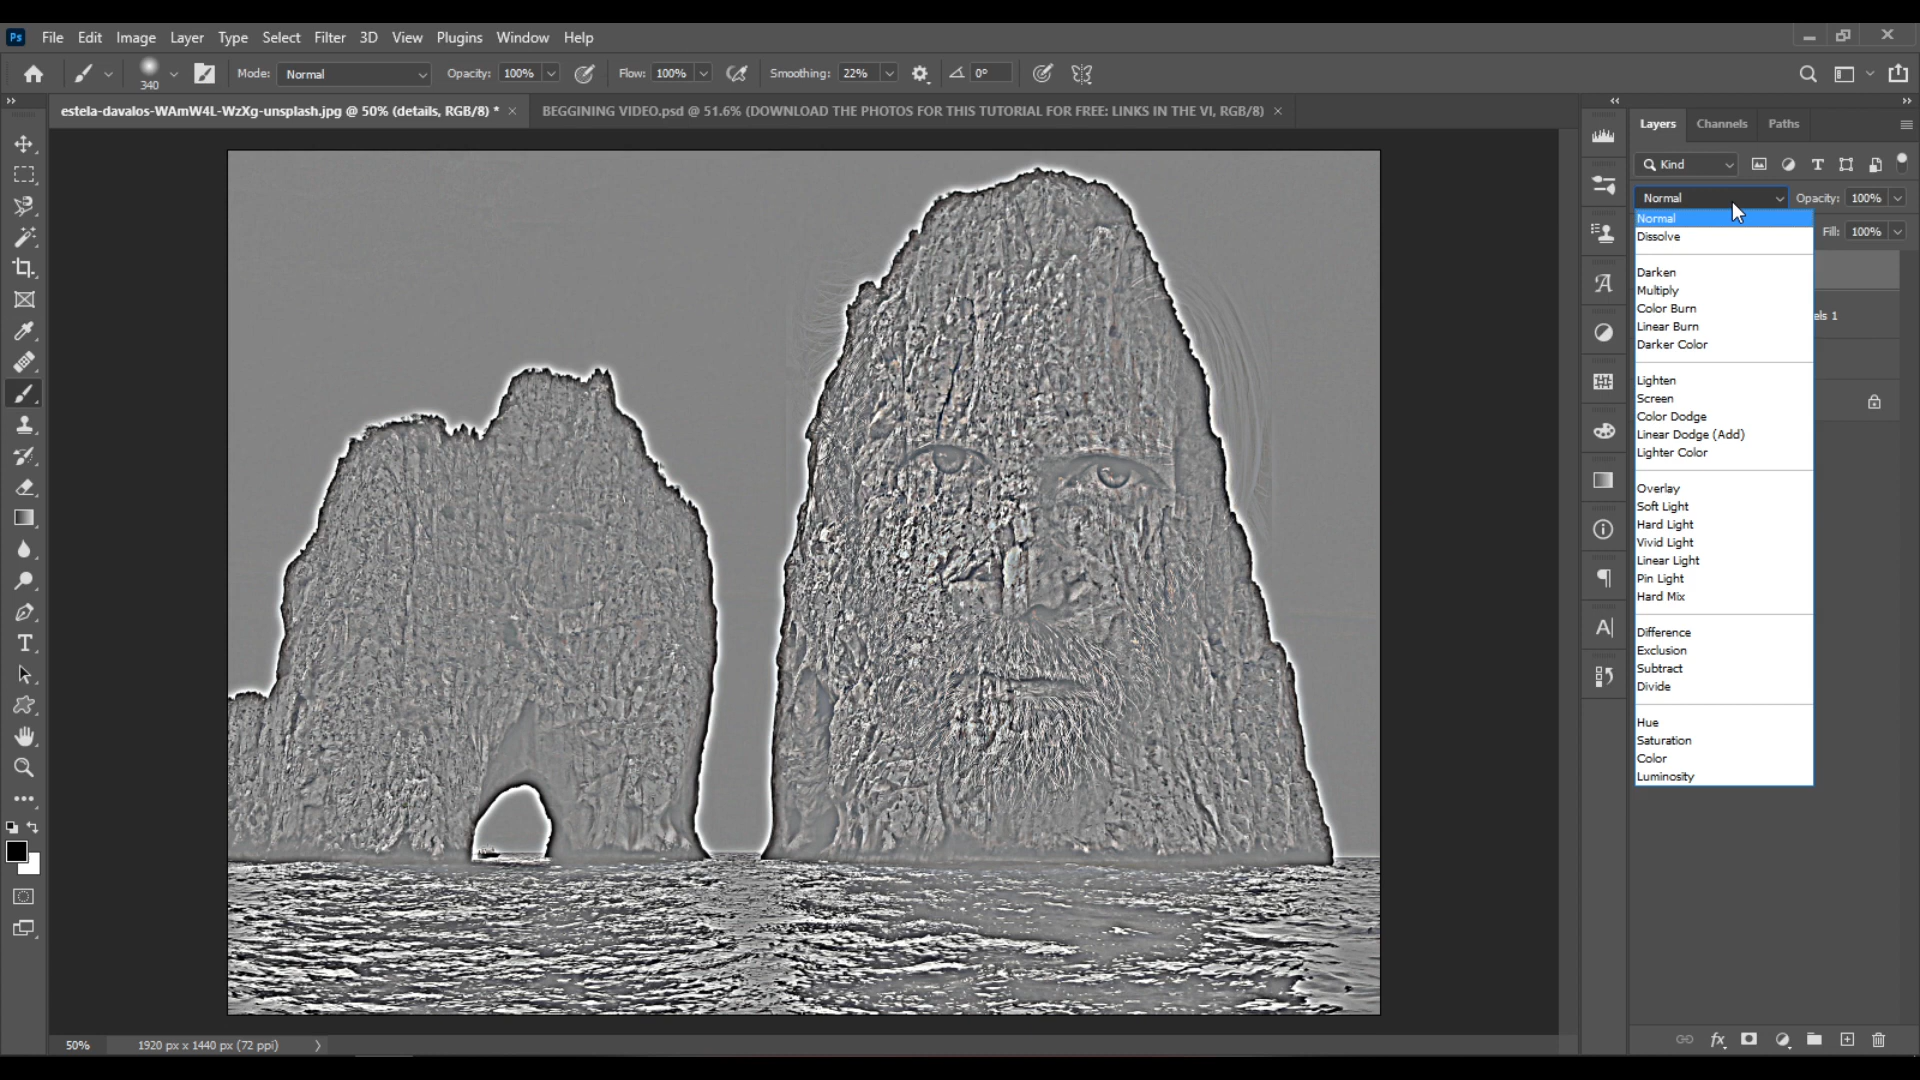 Ps File Edit Image Layer Type Select Filter 3D View Plugins Window Help
340 Mode: Normal Opacity: 100% Flow: 100% Smoothing: 22% 0°
estela-davalos-WAmW4L-WzXg-unsplash.jpg @ 50% (details, RGB/8) *
BEGGINING VIDEO.psd @ 51.6% (DOWNLOAD THE PHOTOS FOR THIS TUTORIAL FOR FREE: LINKS IN THE VI, RGB/8)
Layers Channels Paths
Kind
Normal Opacity: 100%
Fill: 100%
els 1
Normal
Dissolve
Darken
Multiply
Color Burn
Linear Burn
Darker Color
Lighten
Screen
Color Dodge
Linear Dodge (Add)
Lighter Color
Overlay
Soft Light
Hard Light
Vivid Light
Linear Light
Pin Light
Hard Mix
Difference
Exclusion
Subtract
Divide
Hue
Saturation
Color
Luminosity
50% 1920 px x 1440 px (72 ppi)